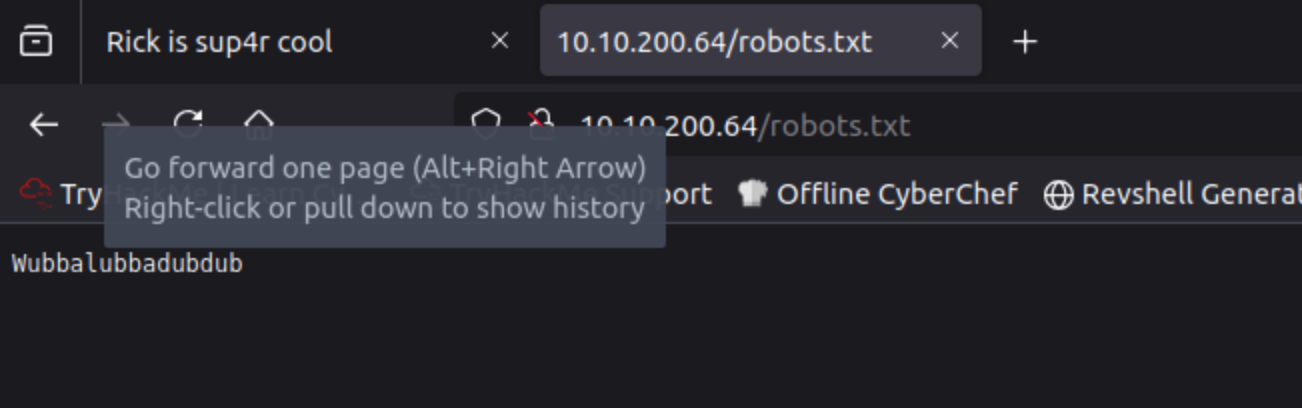 Rick is sup4r cool
10.10.200.64/robots.txt
10.10.200.64/robots.txt
Go forward one page (Alt+Right Arrow)
Right-click or pull down to show history
Try port Offline CyberChef Revshell Generat
Wubbalubbadubdub